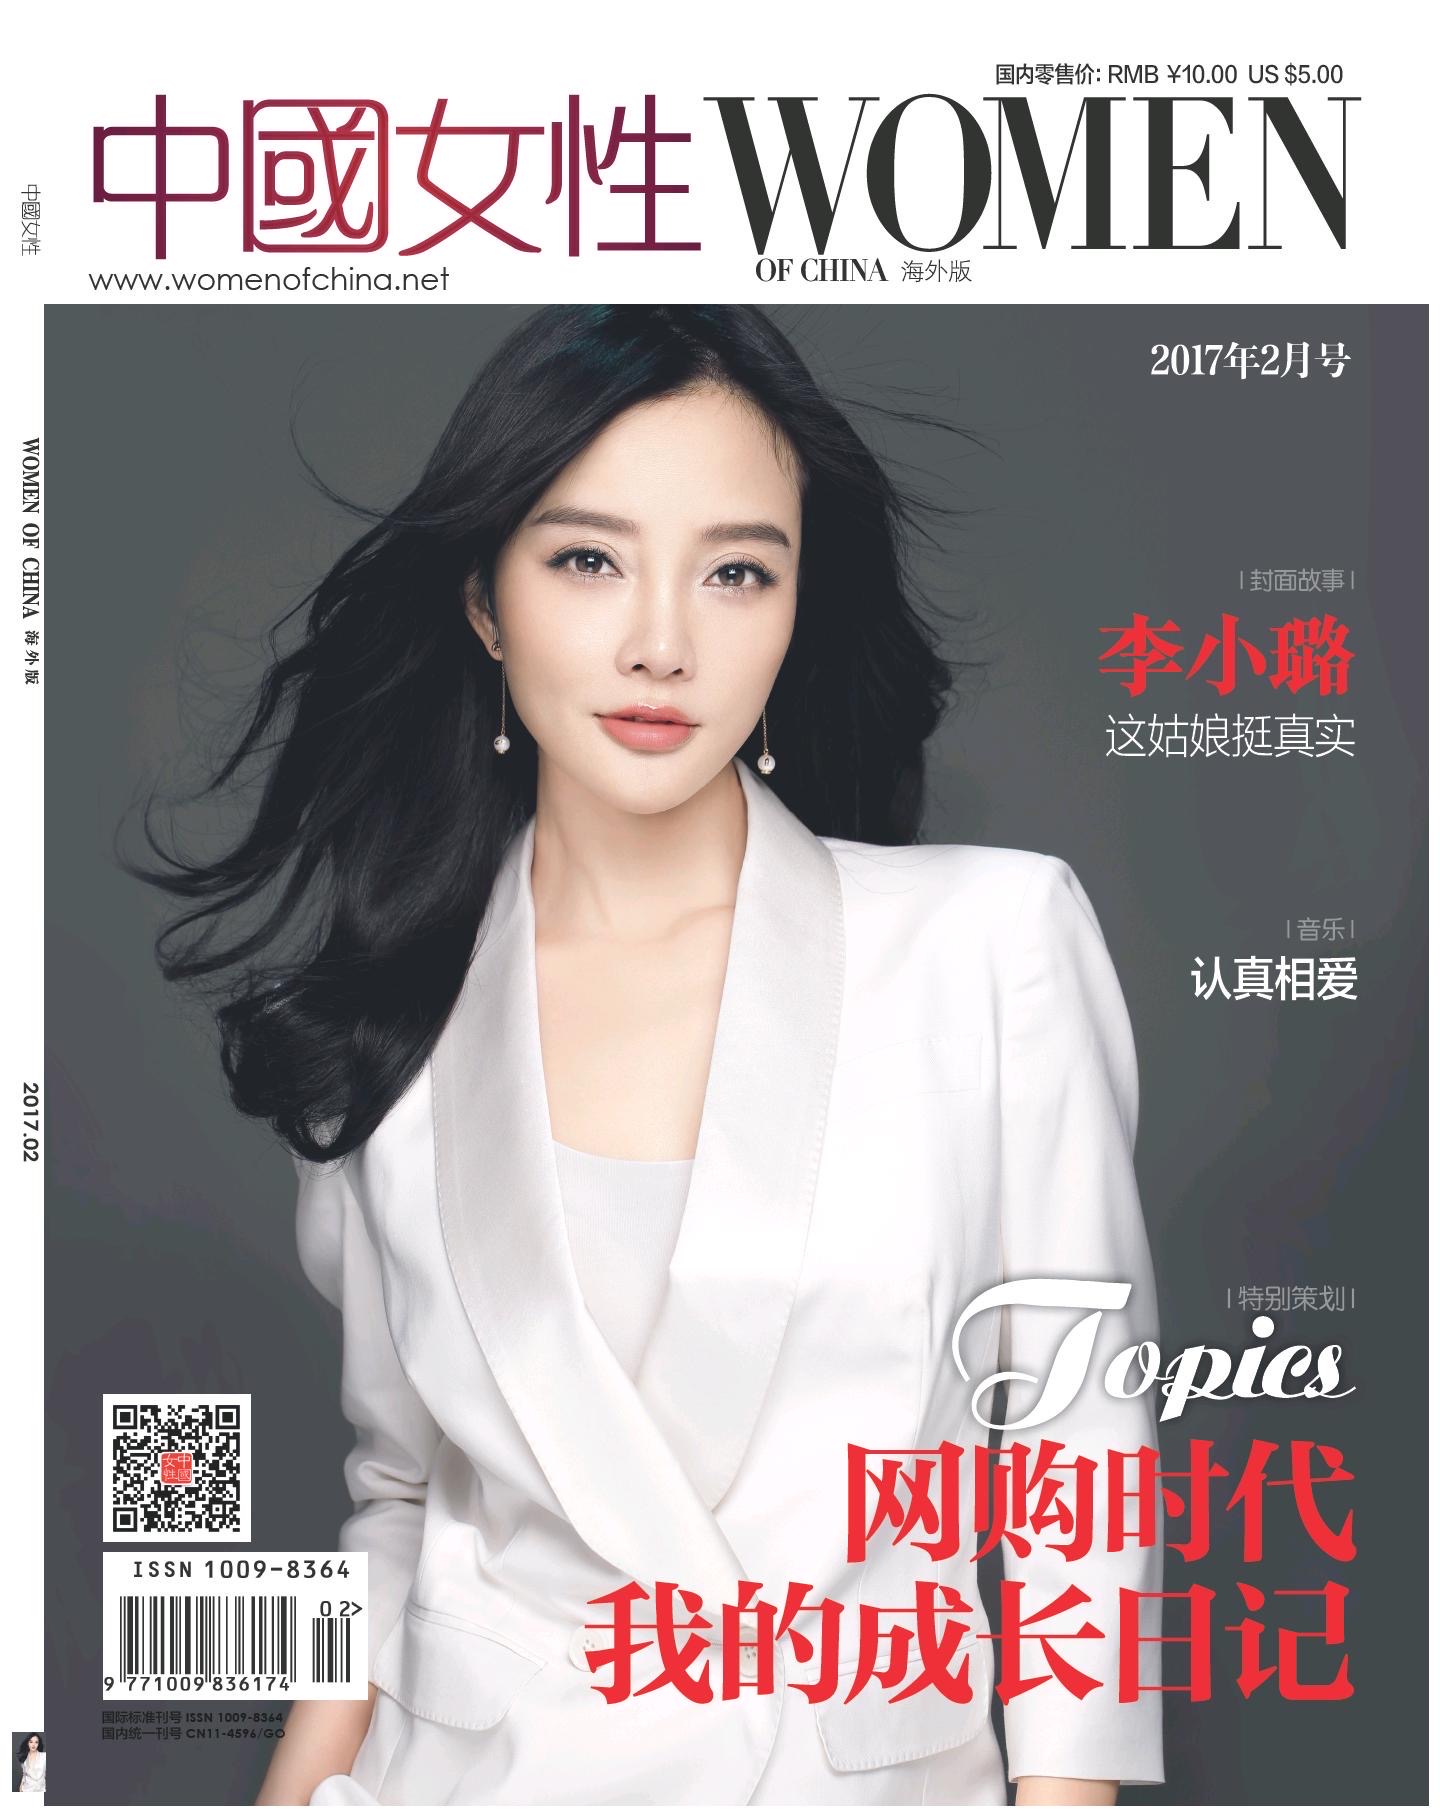 国内零售价: RMB ¥10.00 US $5.00
中國女性 WOMEN
OF CHINA 海外版
www.womenofchina.net
2017年2月号
封面故事
李小璐
这姑娘挺真实
音乐
认真相爱
特别策划
Topics
网购时代
我的成长日记
中國女性
ISSN 1009-8364
02>
9 771009 836174
国际标准刊号 ISSN 1009-8364
国内统一刊号 CN11-4596/GO
中國女性
WOMEN OF CHINA 海外版
2017.02